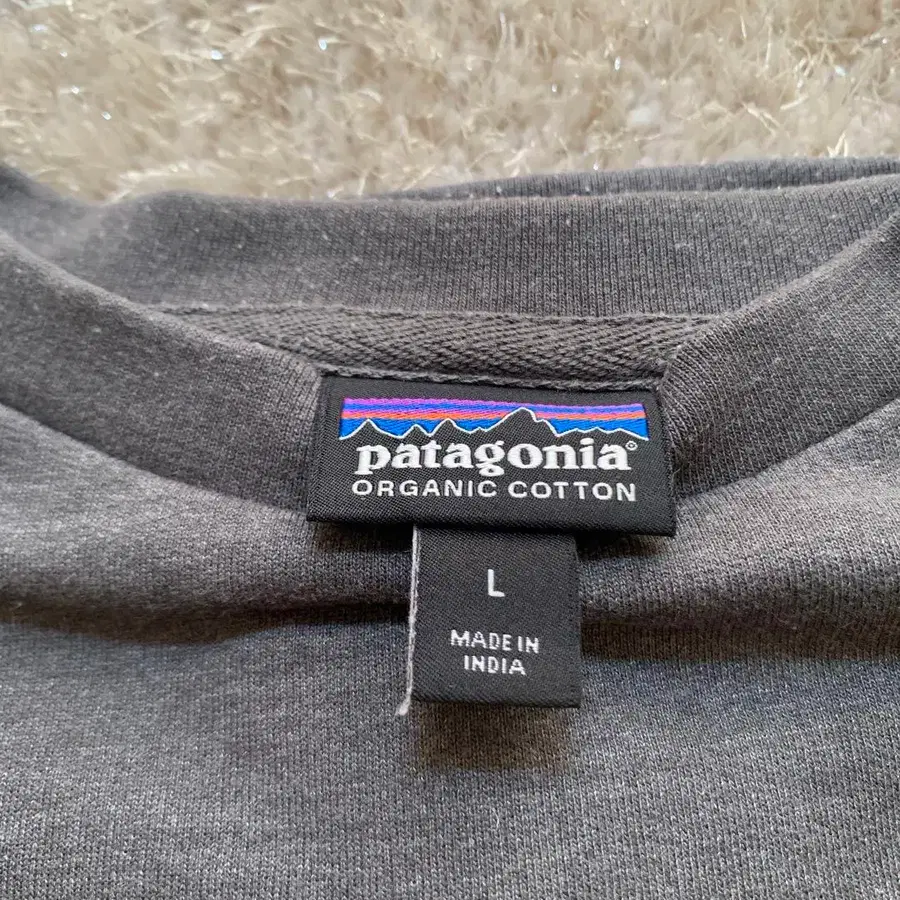 patagonia®
ORGANIC COTTON
L
MADE IN
INDIA